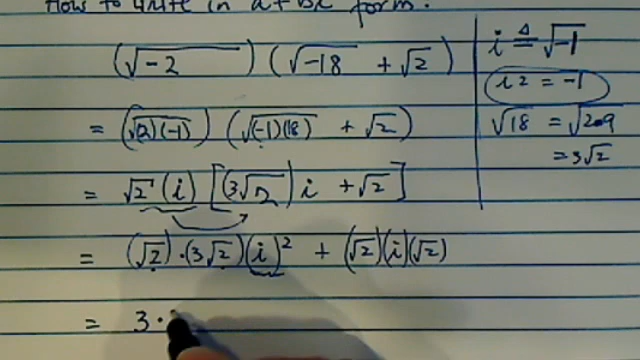 How to write in a + bi form.
(√-2) (√-18 + √2)
= (√(2)(-1)) (√(-1)(18) + √2)
= √2 (i) [(3√2) i + √2]
= (√2)·(3√2)(i)² + (√2)(i)(√2)
= 3·
i ≜ √-1
i2 = -1
√18 = √2·9
= 3√2